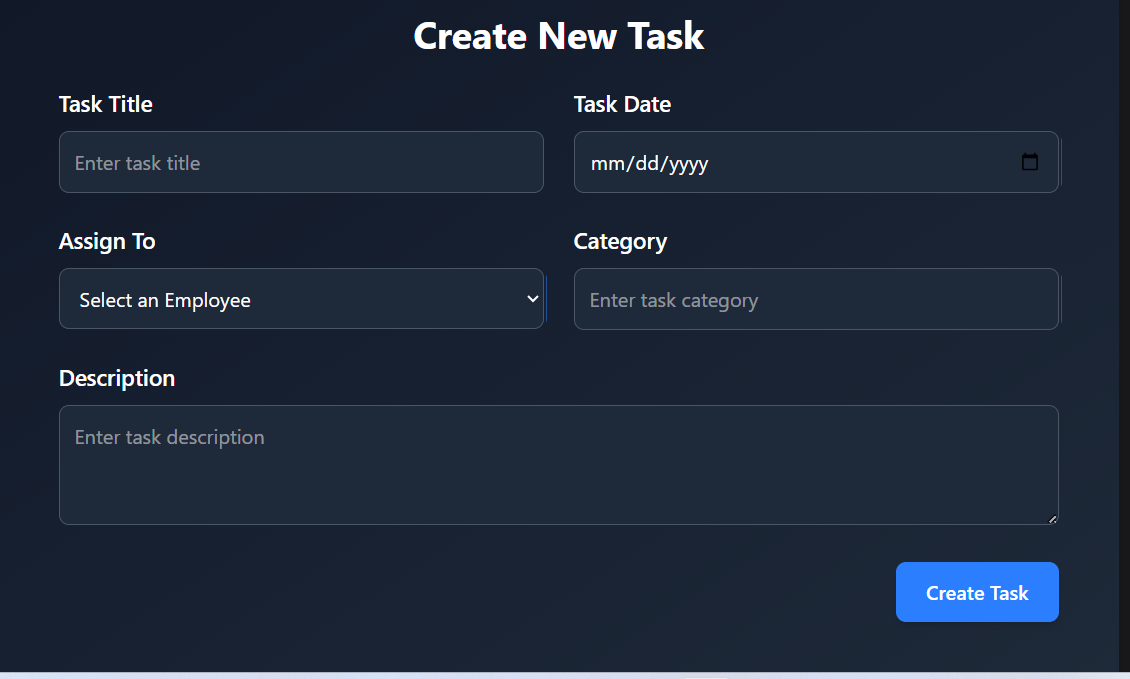 Create New Task
Task Title
Task Date
Enter task title
mm/dd/yyyy
Assign To
Category
Select an Employee
Enter task category
Description
Enter task description
Create Task